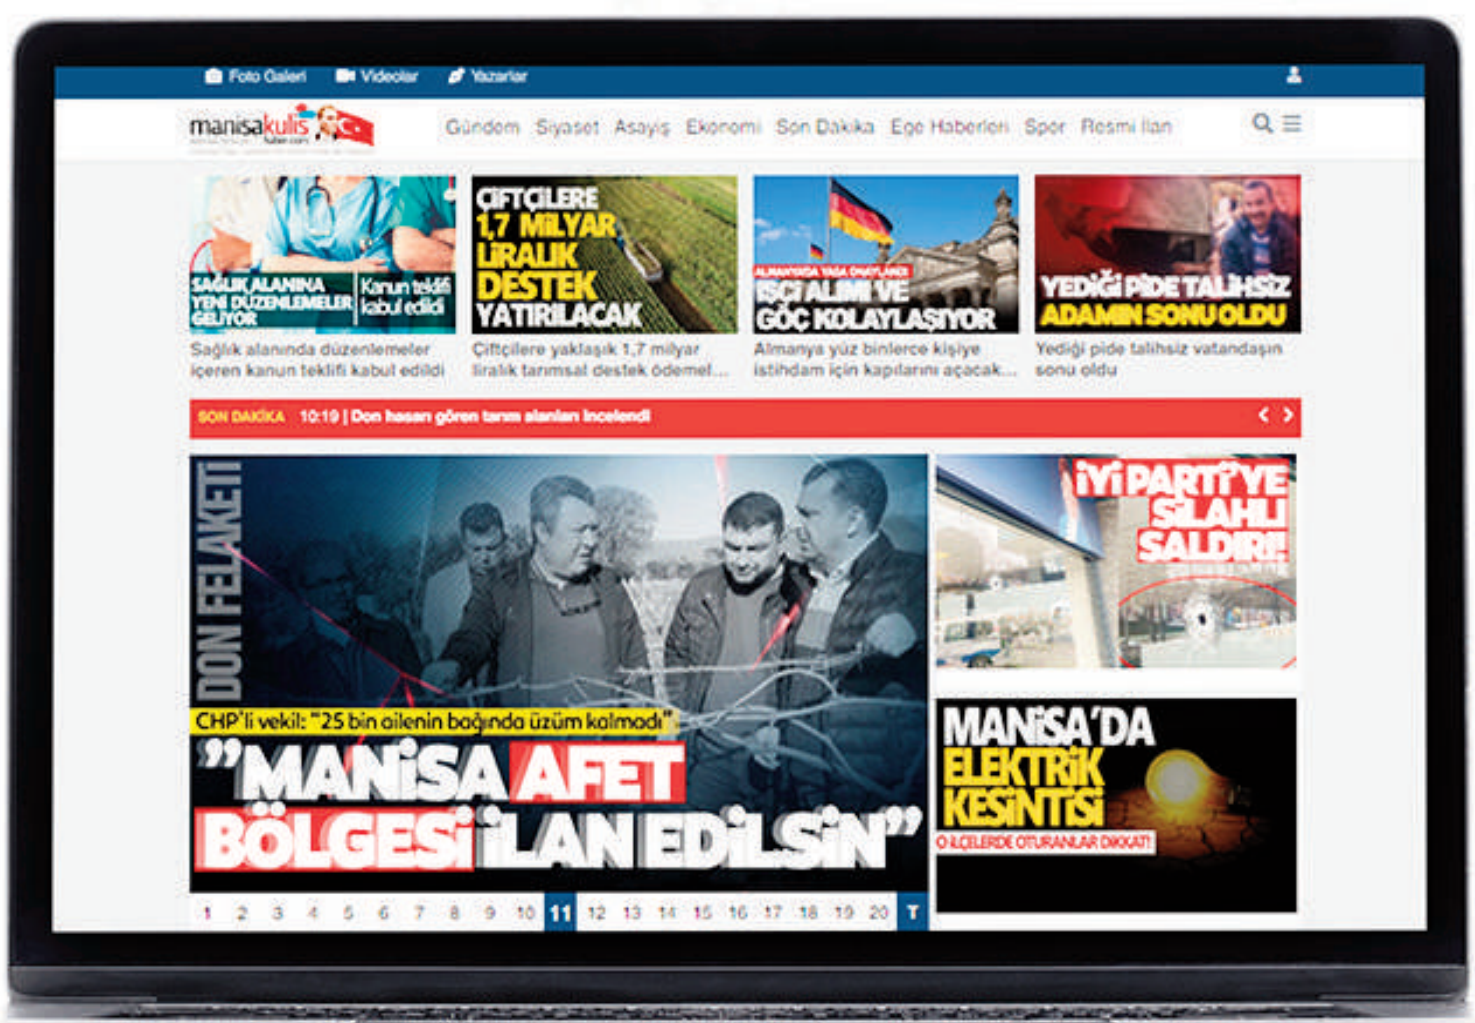 Foto Galeri Videolar Yazarlar
manisakulis
haber.com
Gündem Siyaset Asayiş Ekonomi Son Dakika Ege Haberleri Spor Resmi İlan
SAĞLIK ALANINA
YENİ DÜZENLEMELER
GELİYOR
Kanun teklifi
kabul edildi
Sağlık alanında düzenlemeler
içeren kanun teklifi kabul edildi
ÇİFTÇİLERE
1,7 MİLYAR
LİRALIK
DESTEK
YATIRILACAK
Çiftçilere yaklaşık 1,7 milyar
liralık tarımsal destek ödemel...
ALMANYA'DA YASA ONAYLANDI
İŞÇİ ALIMI VE
GÖÇ KOLAYLAŞIYOR
Almanya yüz binlerce kişiye
istihdam için kapılarını açacak...
YEDİĞİ PİDE TALİHSİZ
ADAMIN SONU OLDU
Yediği pide talihsiz vatandaşın
sonu oldu
SON DAKİKA 10:19 | Don hasarı gören tarım alanları incelendi
DON FELAKETİ
CHP'li vekil: "25 bin ailenin bağında üzüm kalmadı"
"MANİSA AFET
BÖLGESİ İLAN EDİLSİN"
1 2 3 4 5 6 7 8 9 10 11 12 13 14 15 16 17 18 19 20 T
İYİ PARTİ'YE
SİLAHLI
SALDIRI!
MANİSA'DA
ELEKTRİK
KESİNTİSİ
O İLÇELERDE OTURANLAR DİKKAT!